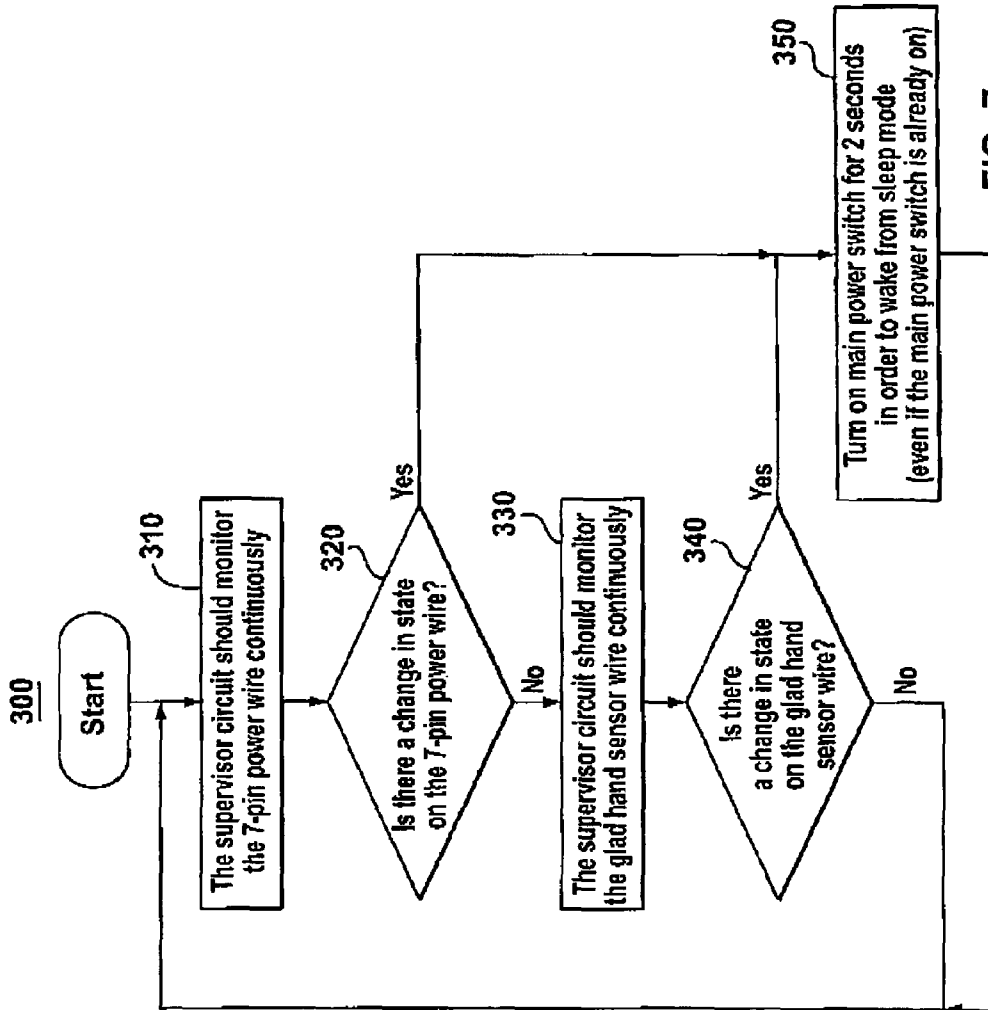 300
Start
310
The supervisor circuit should monitor
the 7-pin power wire continuously
320
Is there a change in state
on the 7-pin power wire?
Yes
No
330
The supervisor circuit should monitor
the glad hand sensor wire continuously
340
Is there
a change in state
on the glad hand
sensor wire?
Yes
No
350
Turn on main power switch for 2 seconds
in order to wake from sleep mode
(even if the main power switch is already on)